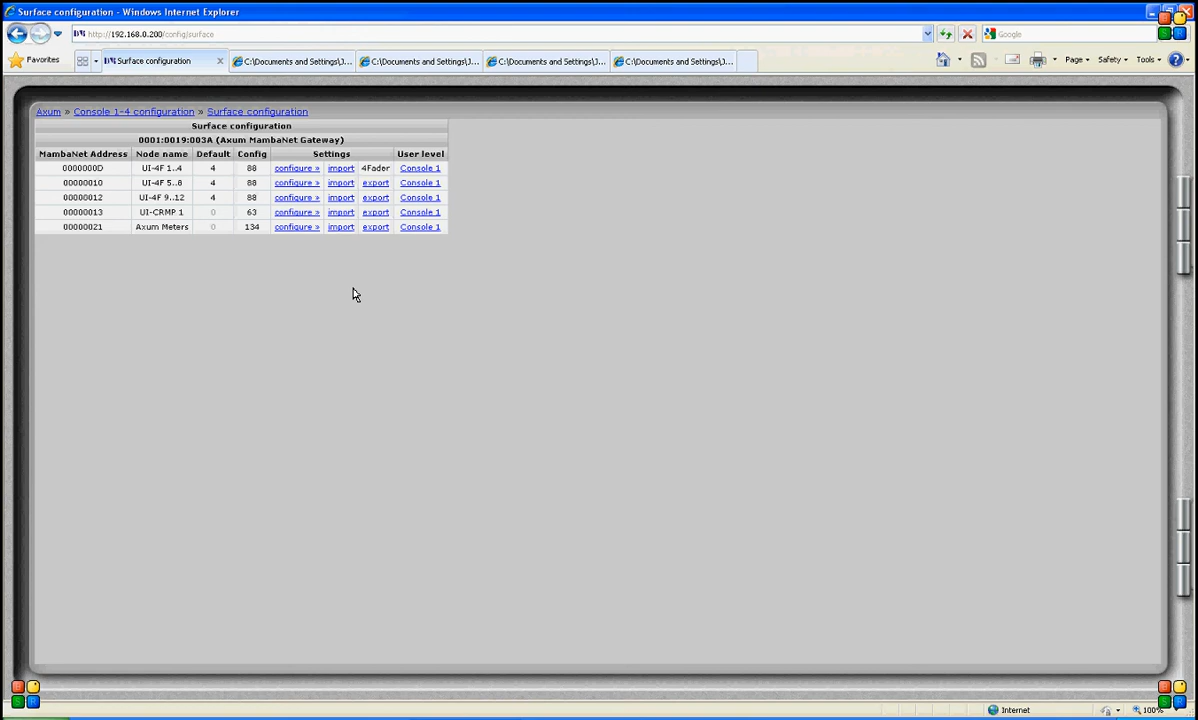 Surface configuration - Windows Internet Explorer
http://192.168.0.200/config/surface
Google
Favorites
Surface configuration
C:\Documents and Settings\J...
C:\Documents and Settings\J...
C:\Documents and Settings\J...
C:\Documents and Settings\J...
Page
Safety
Tools
Axum » Console 1-4 configuration » Surface configuration
Surface configuration
0001:0019:003A (Axum MambaNet Gateway)
MambaNet Address Node name Default Config Settings User level
0000000D UI-4F 1..4 4 88 configure » import 4Fader Console 1
00000010 UI-4F 5..8 4 88 configure » import export Console 1
00000012 UI-4F 9..12 4 88 configure » import export Console 1
00000013 UI-CRMP 1 0 63 configure » import export Console 1
00000021 Axum Meters 0 134 configure » import export Console 1
Internet
100%